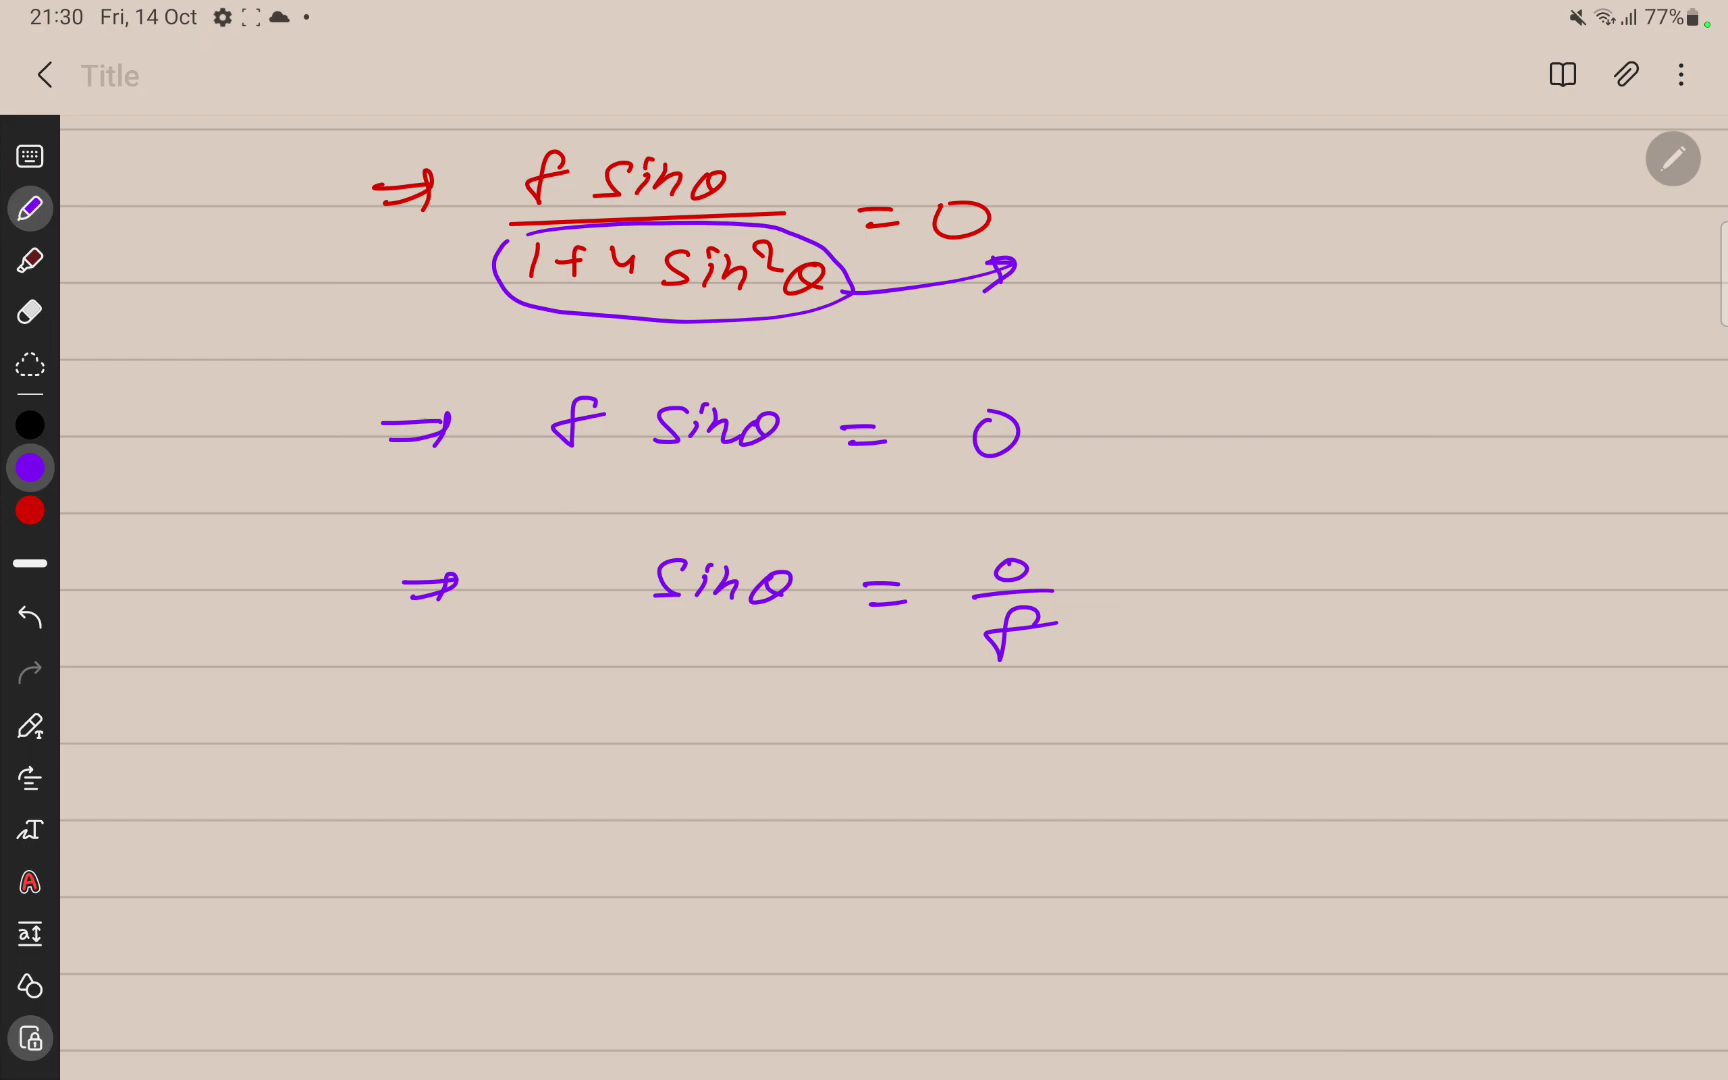 21:30 Fri, 14 Oct 77%
Title
⇒ f sinθ / 1+4 sin²θ = 0
⇒ f sinθ = 0
⇒ sinθ = 0/f